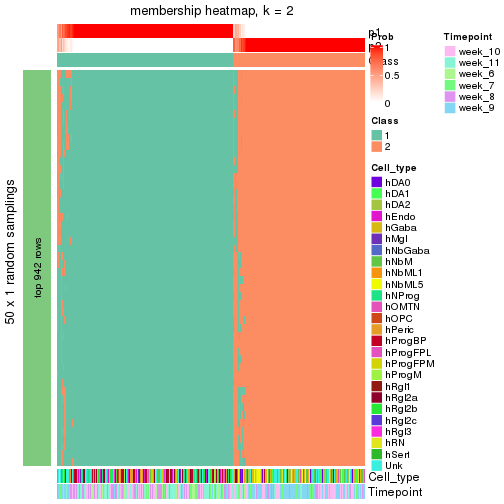 membership heatmap, k = 2
p1
p2
Class
50 x 1 random samplings
top 942 rows
Cell_type
Timepoint
Prob
1
0.5
0
Class
1
2
Cell_type
hDA0
hDA1
hDA2
hEndo
hGaba
hMgl
hNbGaba
hNbM
hNbML1
hNbML5
hNProg
hOMTN
hOPC
hPeric
hProgBP
hProgFPL
hProgFPM
hProgM
hRgl1
hRgl2a
hRgl2b
hRgl2c
hRgl3
hRN
hSert
Unk
Timepoint
week_10
week_11
week_6
week_7
week_8
week_9